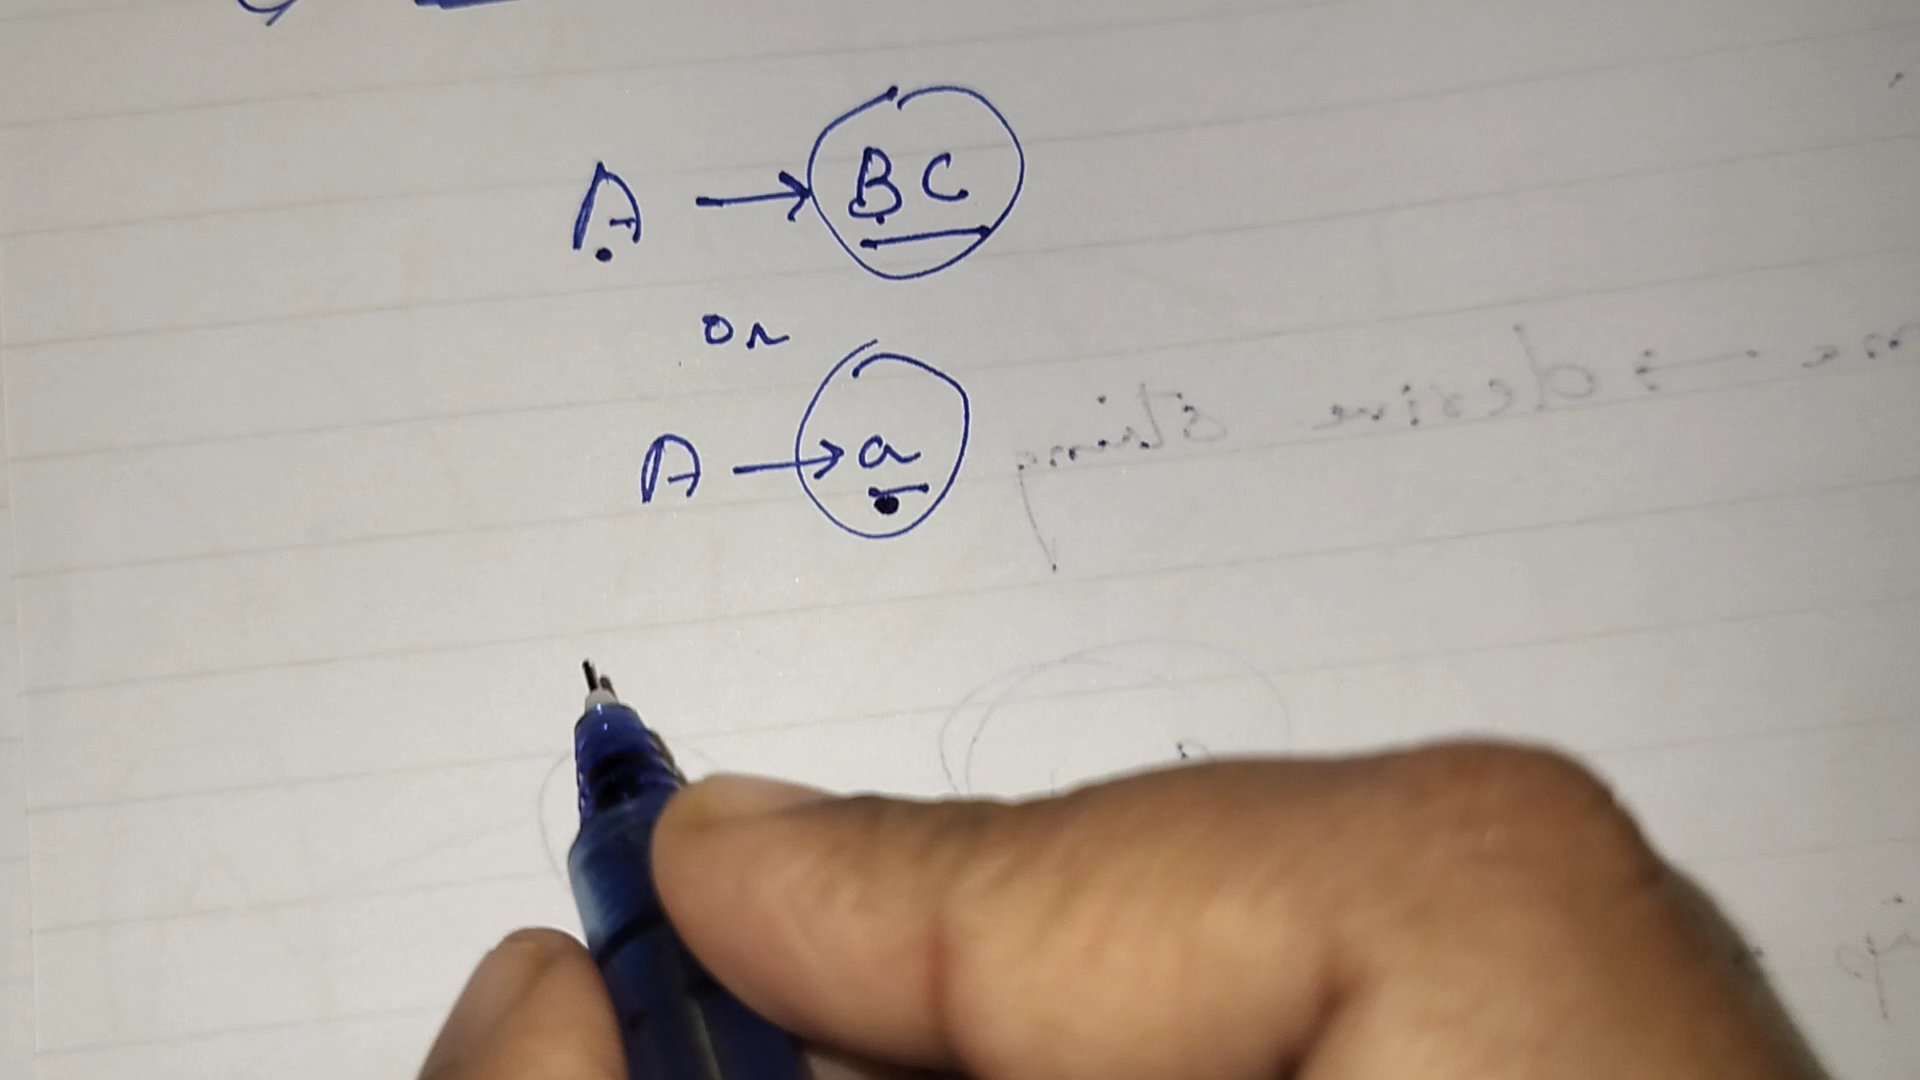 A → BC
or
A → a